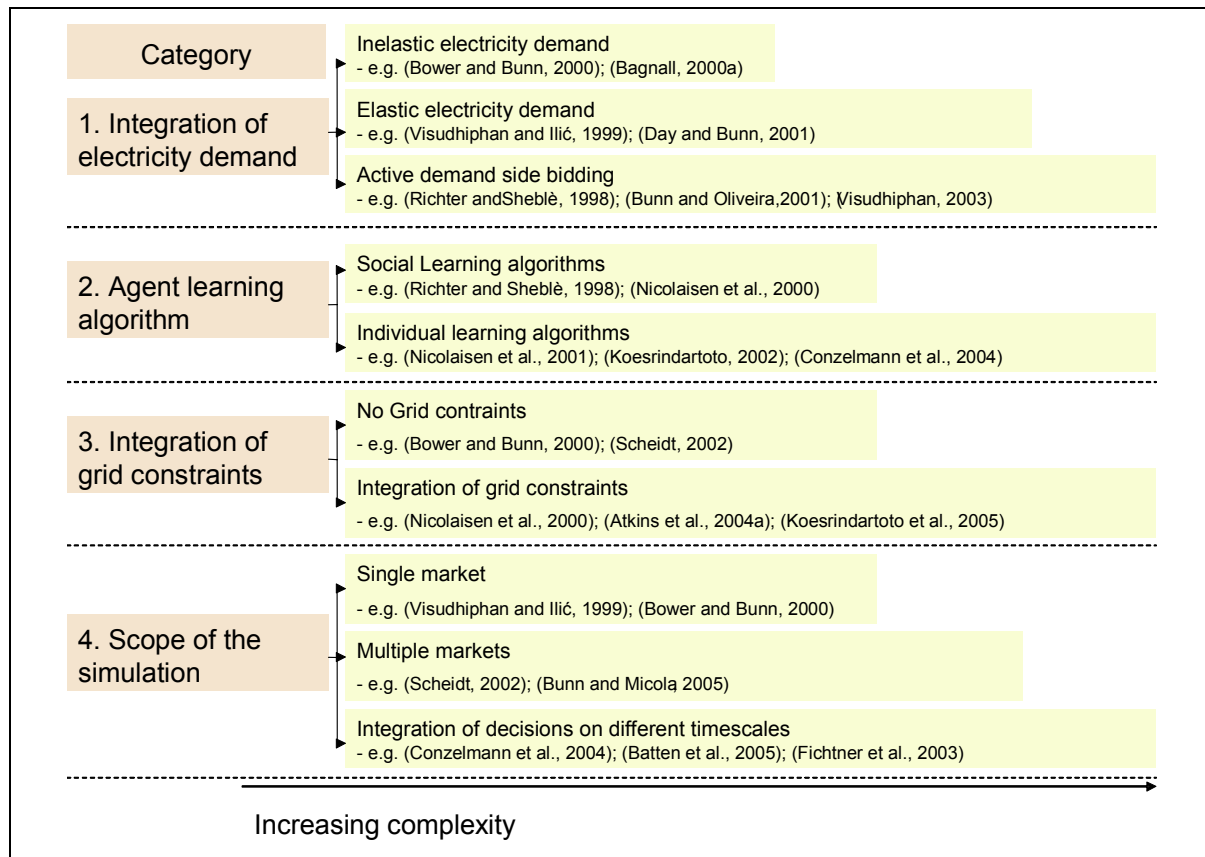 Category
Inelastic electricity demand
- e.g. (Bower and Bunn, 2000); (Bagnall, 2000a)
1. Integration of
electricity demand
Elastic electricity demand
- e.g. (Visudhiphan and Ilić, 1999); (Day and Bunn, 2001)
Active demand side bidding
- e.g. (Richter andSheblè, 1998); (Bunn and Oliveira,2001); (Visudhiphan, 2003)
2. Agent learning
algorithm
Social Learning algorithms
- e.g. (Richter and Sheblè, 1998); (Nicolaisen et al., 2000)
Individual learning algorithms
- e.g. (Nicolaisen et al., 2001); (Koesrindartoto, 2002); (Conzelmann et al., 2004)
3. Integration of
grid constraints
No Grid contraints
- e.g. (Bower and Bunn, 2000); (Scheidt, 2002)
Integration of grid constraints
- e.g. (Nicolaisen et al., 2000); (Atkins et al., 2004a); (Koesrindartoto et al., 2005)
4. Scope of the
simulation
Single market
- e.g. (Visudhiphan and Ilić, 1999); (Bower and Bunn, 2000)
Multiple markets
- e.g. (Scheidt, 2002); (Bunn and Micola, 2005)
Integration of decisions on different timescales
- e.g. (Conzelmann et al., 2004); (Batten et al., 2005); (Fichtner et al., 2003)
Increasing complexity